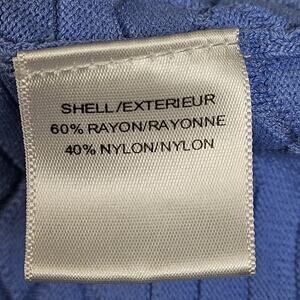 SHELL/EXTERIEUR
60% RAYON/RAYONNE
40% NYLON/NYLON